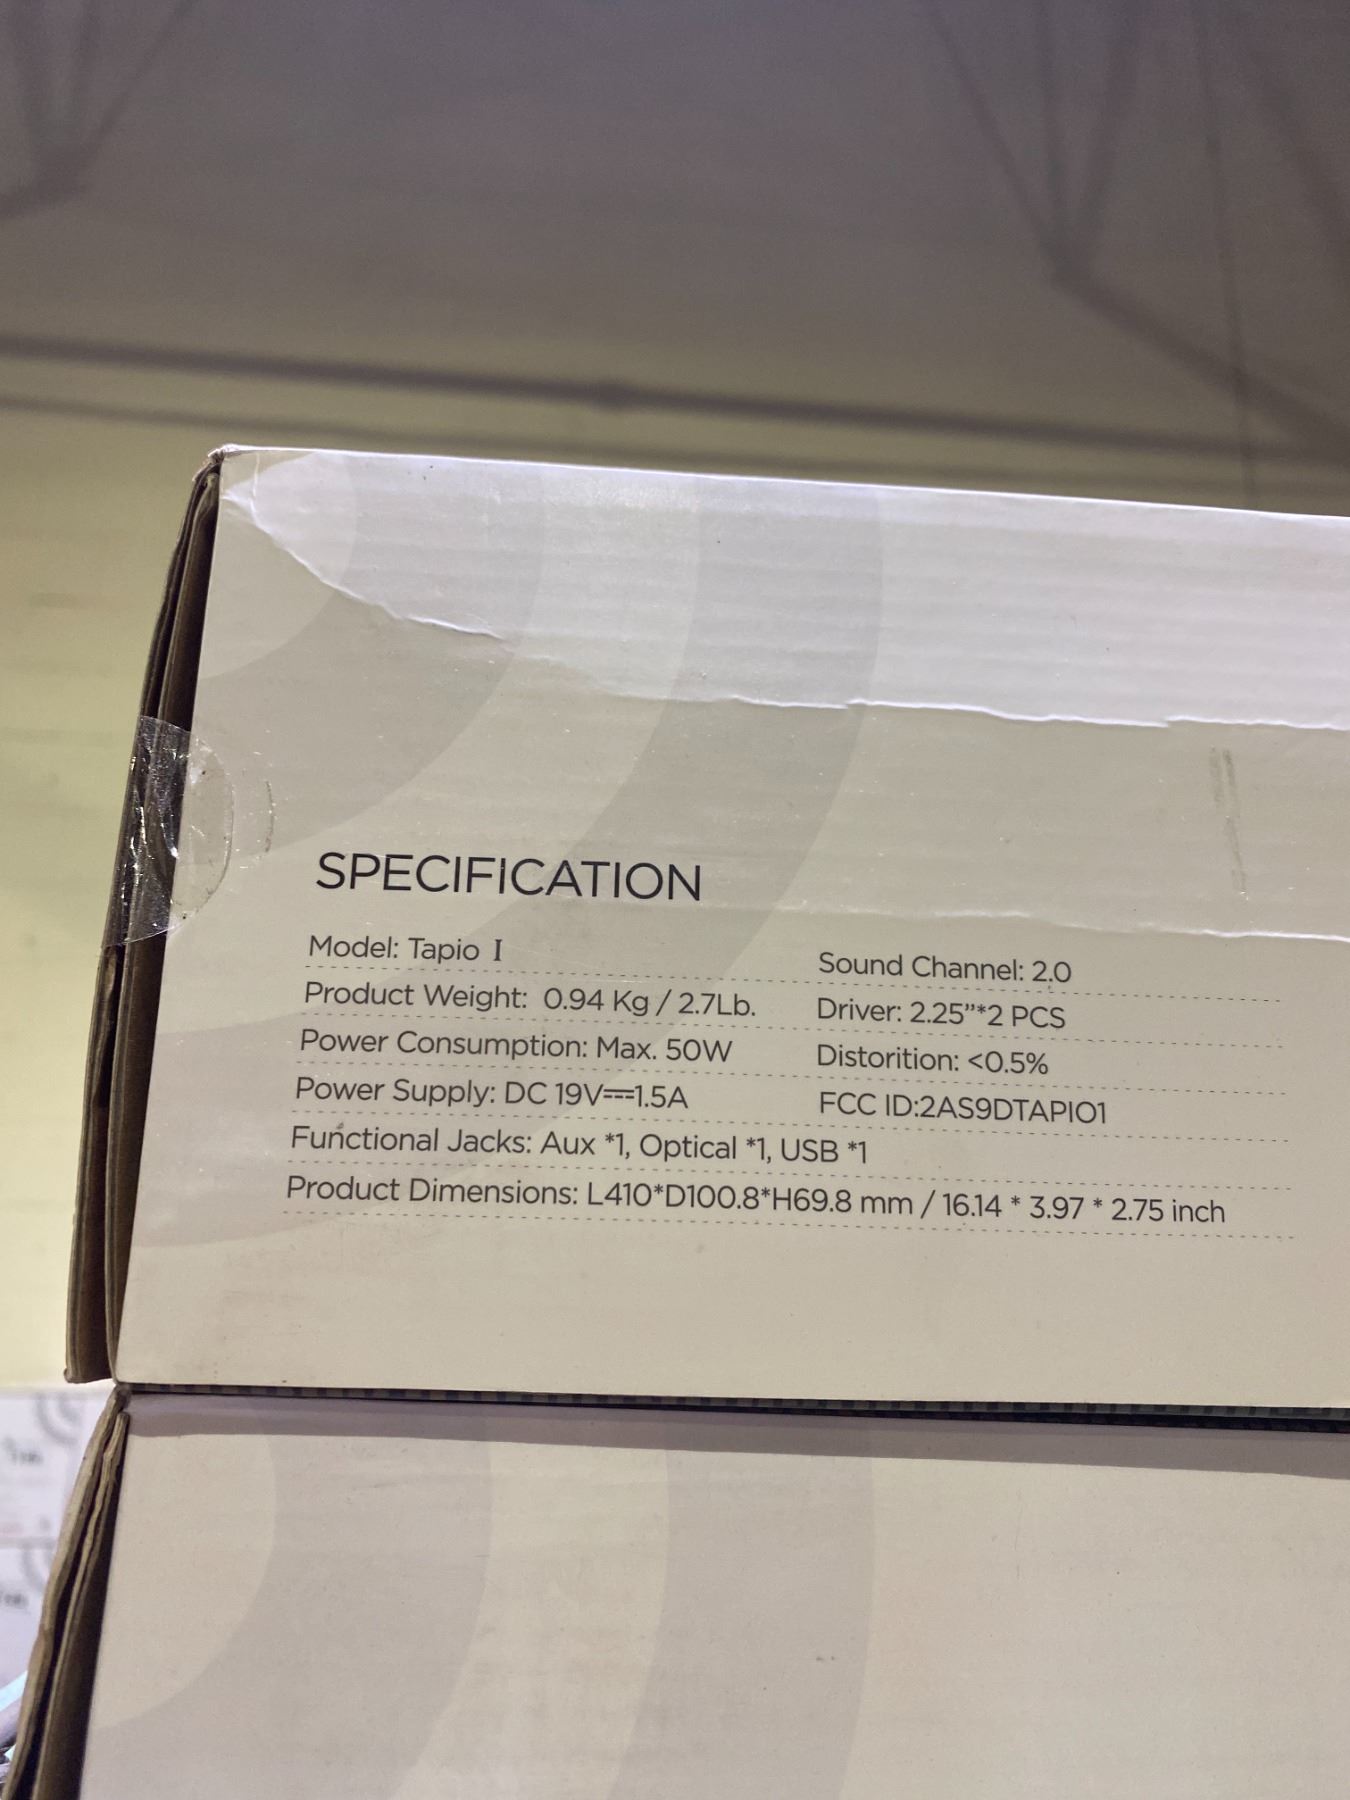 SPECIFICATION
Model: Tapio I
Product Weight: 0.94 Kg / 2.7Lb.
Power Consumption: Max. 50W
Power Supply: DC 19V⎓1.5A
Sound Channel: 2.0
Driver: 2.25”*2 PCS
Distorition: <0.5%
FCC ID:2AS9DTAPIO1
Functional Jacks: Aux *1, Optical *1, USB *1
Product Dimensions: L410*D100.8*H69.8 mm / 16.14 * 3.97 * 2.75 inch